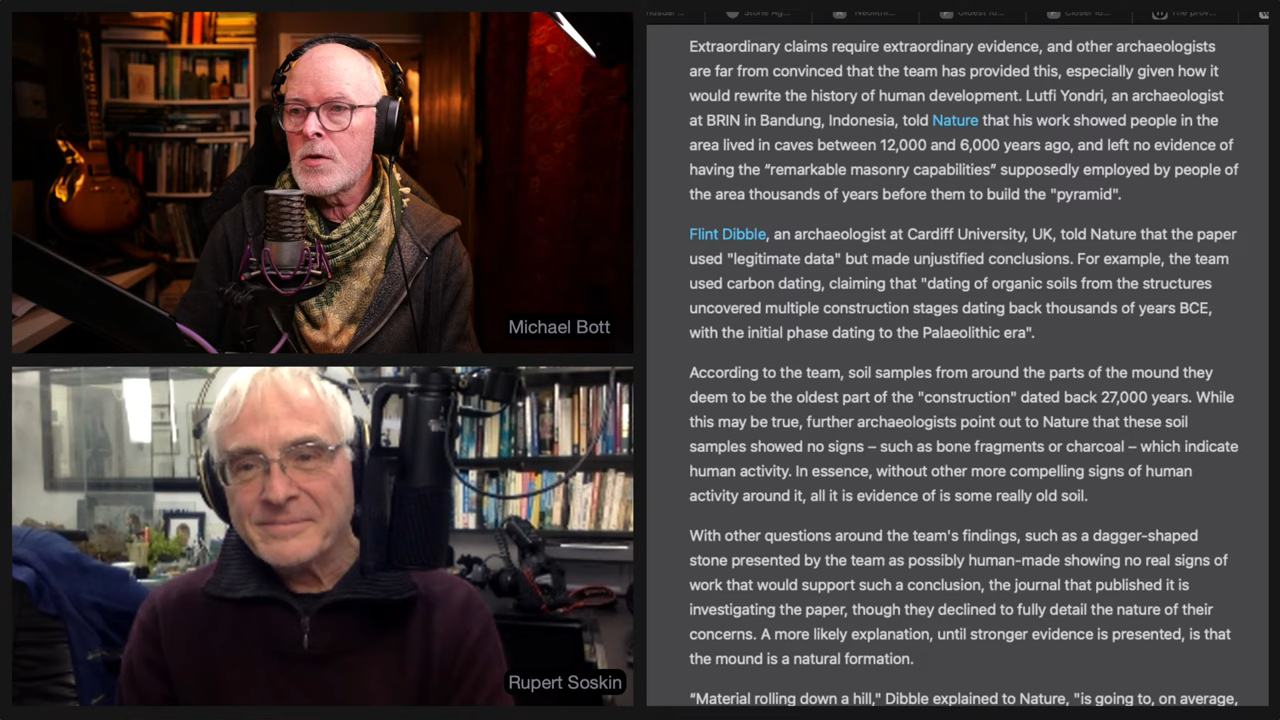 Stone Ag...
Neolith...
Oldest fo...
Closer lo...
The prov...
Extraordinary claims require extraordinary evidence, and other archaeologists
are far from convinced that the team has provided this, especially given how it
would rewrite the history of human development. Lutfi Yondri, an archaeologist
at BRIN in Bandung, Indonesia, told Nature that his work showed people in the
area lived in caves between 12,000 and 6,000 years ago, and left no evidence of
having the “remarkable masonry capabilities” supposedly employed by people of
the area thousands of years before them to build the "pyramid".
Flint Dibble, an archaeologist at Cardiff University, UK, told Nature that the paper
used "legitimate data" but made unjustified conclusions. For example, the team
used carbon dating, claiming that "dating of organic soils from the structures
uncovered multiple construction stages dating back thousands of years BCE,
with the initial phase dating to the Palaeolithic era".
According to the team, soil samples from around the parts of the mound they
deem to be the oldest part of the "construction" dated back 27,000 years. While
this may be true, further archaeologists point out to Nature that these soil
samples showed no signs – such as bone fragments or charcoal – which indicate
human activity. In essence, without other more compelling signs of human
activity around it, all it is evidence of is some really old soil.
With other questions around the team's findings, such as a dagger-shaped
stone presented by the team as possibly human-made showing no real signs of
work that would support such a conclusion, the journal that published it is
investigating the paper, though they declined to fully detail the nature of their
concerns. A more likely explanation, until stronger evidence is presented, is that
the mound is a natural formation.
“Material rolling down a hill," Dibble explained to Nature, "is going to, on average,
Michael Bott
Rupert Soskin